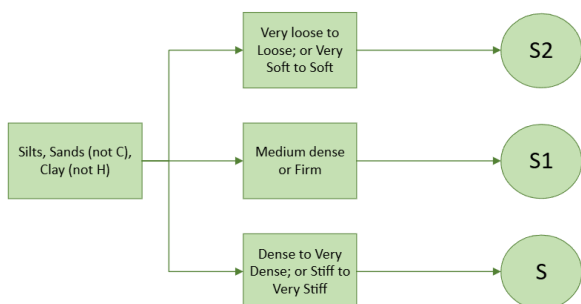 Very loose to
Loose; or Very
Soft to Soft
S2
Silts, Sands (not C),
Clay (not H)
Medium dense
or Firm
S1
Dense to Very
Dense; or Stiff to
Very Stiff
S